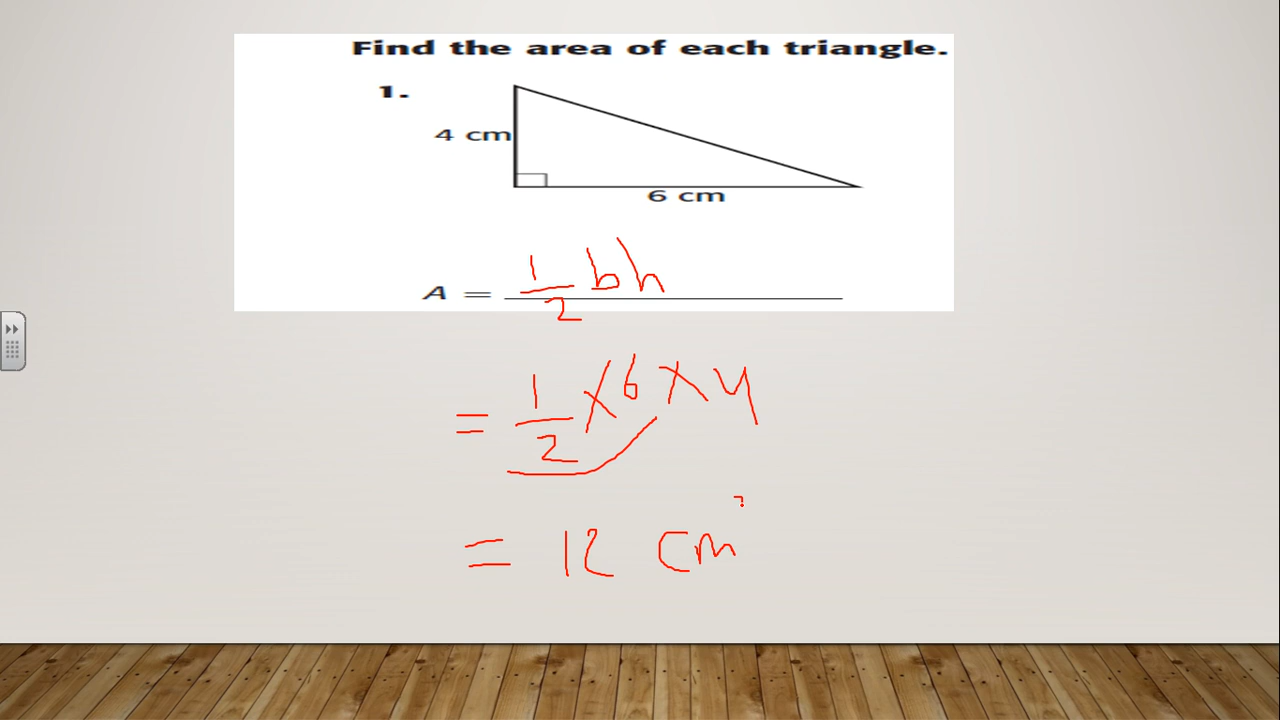 Find the area of each triangle.
1.
4 cm
6 cm
A = 1/2 bh
= 1/2 × 6 × 4
= 12 cm²